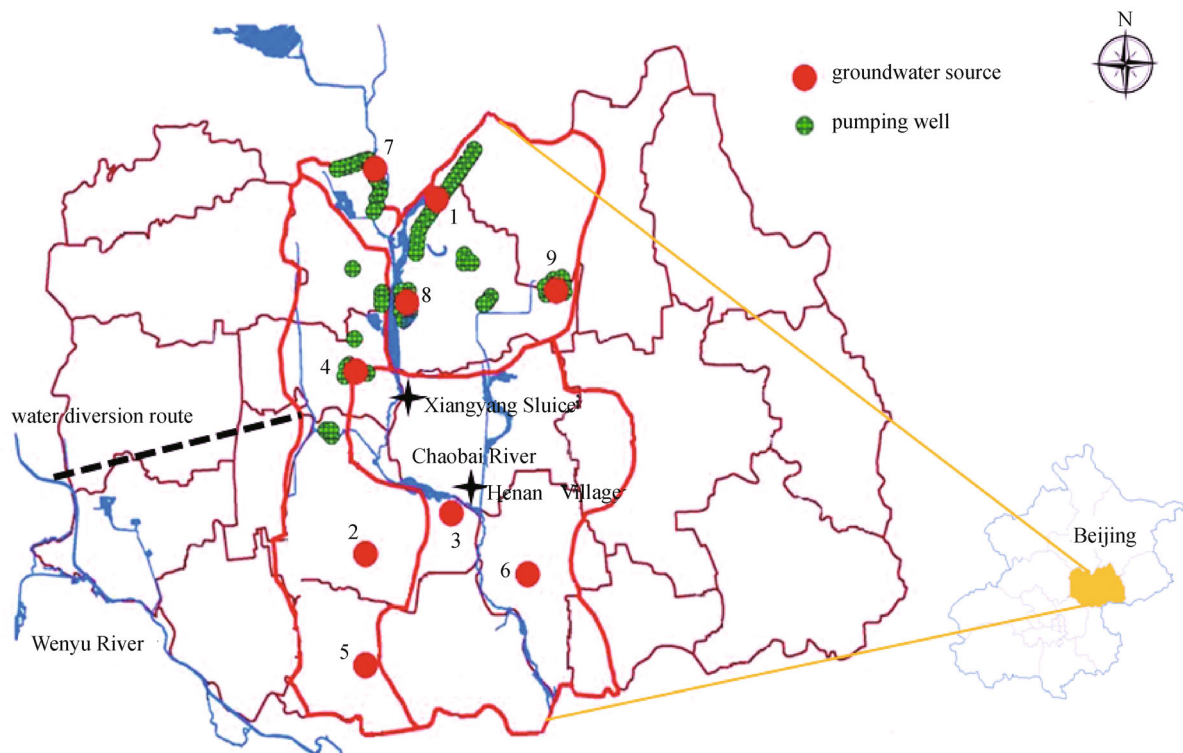 N
groundwater source
pumping well
7
1
9
8
4
Xiangyang Sluice
water diversion route
Chaobai River
Henan Village
2
3
6
Beijing
Wenyu River
5